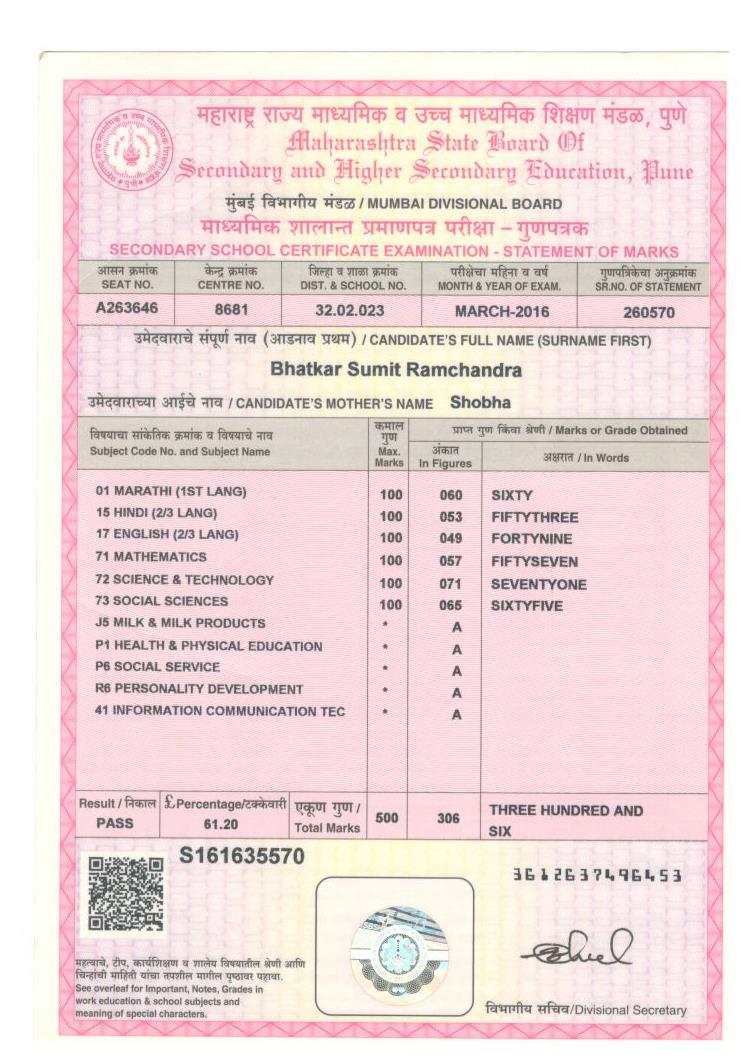 महाराष्ट्र राज्य माध्यमिक व उच्च माध्यमिक शिक्षण मंडळ, पुणे
Maharashtra State Board Of
Secondary and Higher Secondary Education, Pune
मुंबई विभागीय मंडळ / MUMBAI DIVISIONAL BOARD
माध्यमिक शालान्त प्रमाणपत्र परीक्षा – गुणपत्रक
SECONDARY SCHOOL CERTIFICATE EXAMINATION - STATEMENT OF MARKS
आसन क्रमांक केन्द्र क्रमांक जिल्हा व शाळा क्रमांक परीक्षेचा महिना व वर्ष गुणपत्रिकेचा अनुक्रमांक
SEAT NO. CENTRE NO. DIST. & SCHOOL NO. MONTH & YEAR OF EXAM. SR.NO. OF STATEMENT
A263646 8681 32.02.023 MARCH-2016 260570
उमेदवाराचे संपूर्ण नाव (आडनाव प्रथम) / CANDIDATE'S FULL NAME (SURNAME FIRST)
Bhatkar Sumit Ramchandra
उमेदवाराच्या आईचे नाव / CANDIDATE'S MOTHER'S NAME Shobha
विषयाचा सांकेतिक क्रमांक व विषयाचे नाव
Subject Code No. and Subject Name
कमाल
गुण
Max.
Marks
प्राप्त गुण किंवा श्रेणी / Marks or Grade Obtained
अंकात
In Figures
अक्षरात / In Words
01 MARATHI (1ST LANG) 100 060 SIXTY
15 HINDI (2/3 LANG) 100 053 FIFTYTHREE
17 ENGLISH (2/3 LANG) 100 049 FORTYNINE
71 MATHEMATICS 100 057 FIFTYSEVEN
72 SCIENCE & TECHNOLOGY 100 071 SEVENTYONE
73 SOCIAL SCIENCES 100 065 SIXTYFIVE
J5 MILK & MILK PRODUCTS * A
P1 HEALTH & PHYSICAL EDUCATION * A
P6 SOCIAL SERVICE * A
R6 PERSONALITY DEVELOPMENT * A
41 INFORMATION COMMUNICATION TEC * A
Result / निकाल
PASS
£Percentage/टक्केवारी
61.20
एकूण गुण /
Total Marks
500 306 THREE HUNDRED AND
SIX
S161635570
3612637496453
महत्वाचे, टीप, कार्यशिक्षण व शालेय विषयातील श्रेणी आणि
चिन्हांची माहिती यांचा तपशील मागील पृष्ठावर पहावा.
See overleaf for Important, Notes, Grades in
work education & school subjects and
meaning of special characters.
विभागीय सचिव/Divisional Secretary